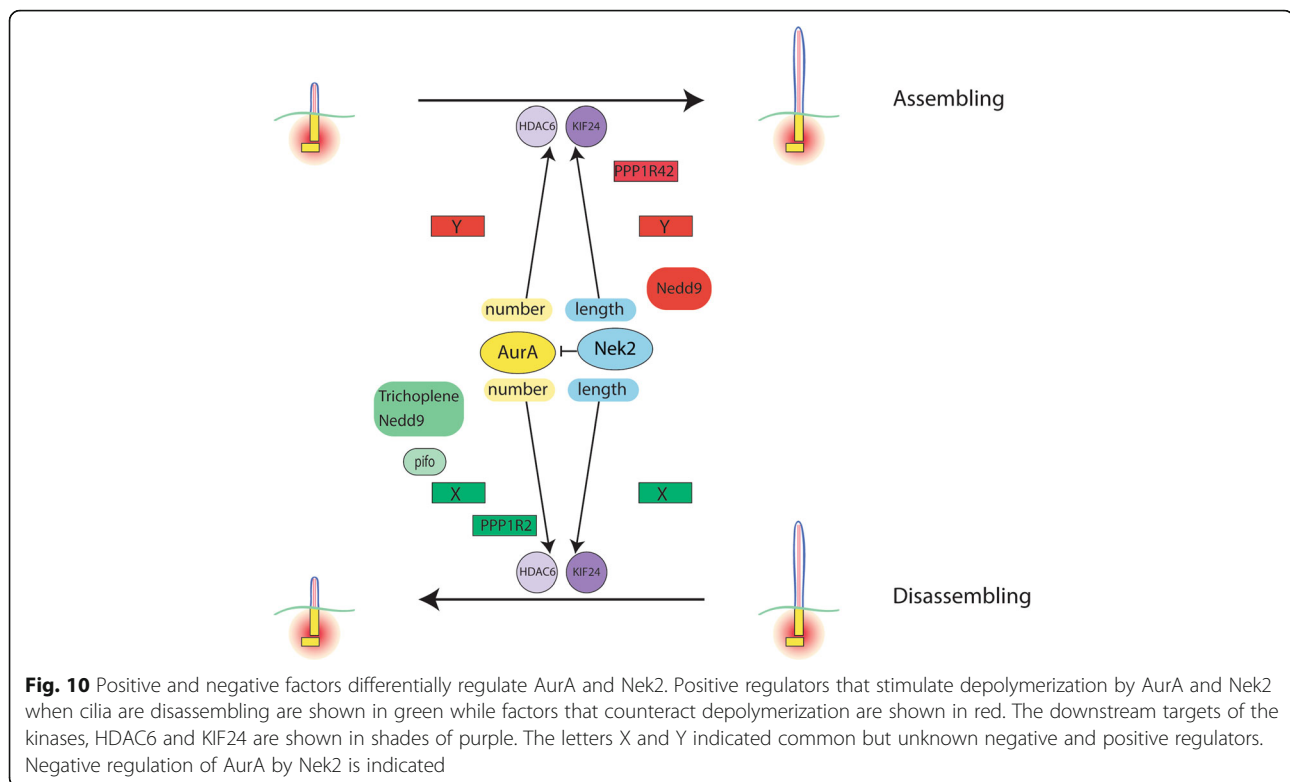 Assembling
HDAC6 KIF24
PPP1R42
Y Y
Nedd9
number length
AurA Nek2
number length
Trichoplene
Nedd9
pifo
X X
PPP1R2
HDAC6 KIF24
Disassembling
Fig. 10 Positive and negative factors differentially regulate AurA and Nek2. Positive regulators that stimulate depolymerization by AurA and Nek2
when cilia are disassembling are shown in green while factors that counteract depolymerization are shown in red. The downstream targets of the
kinases, HDAC6 and KIF24 are shown in shades of purple. The letters X and Y indicated common but unknown negative and positive regulators.
Negative regulation of AurA by Nek2 is indicated